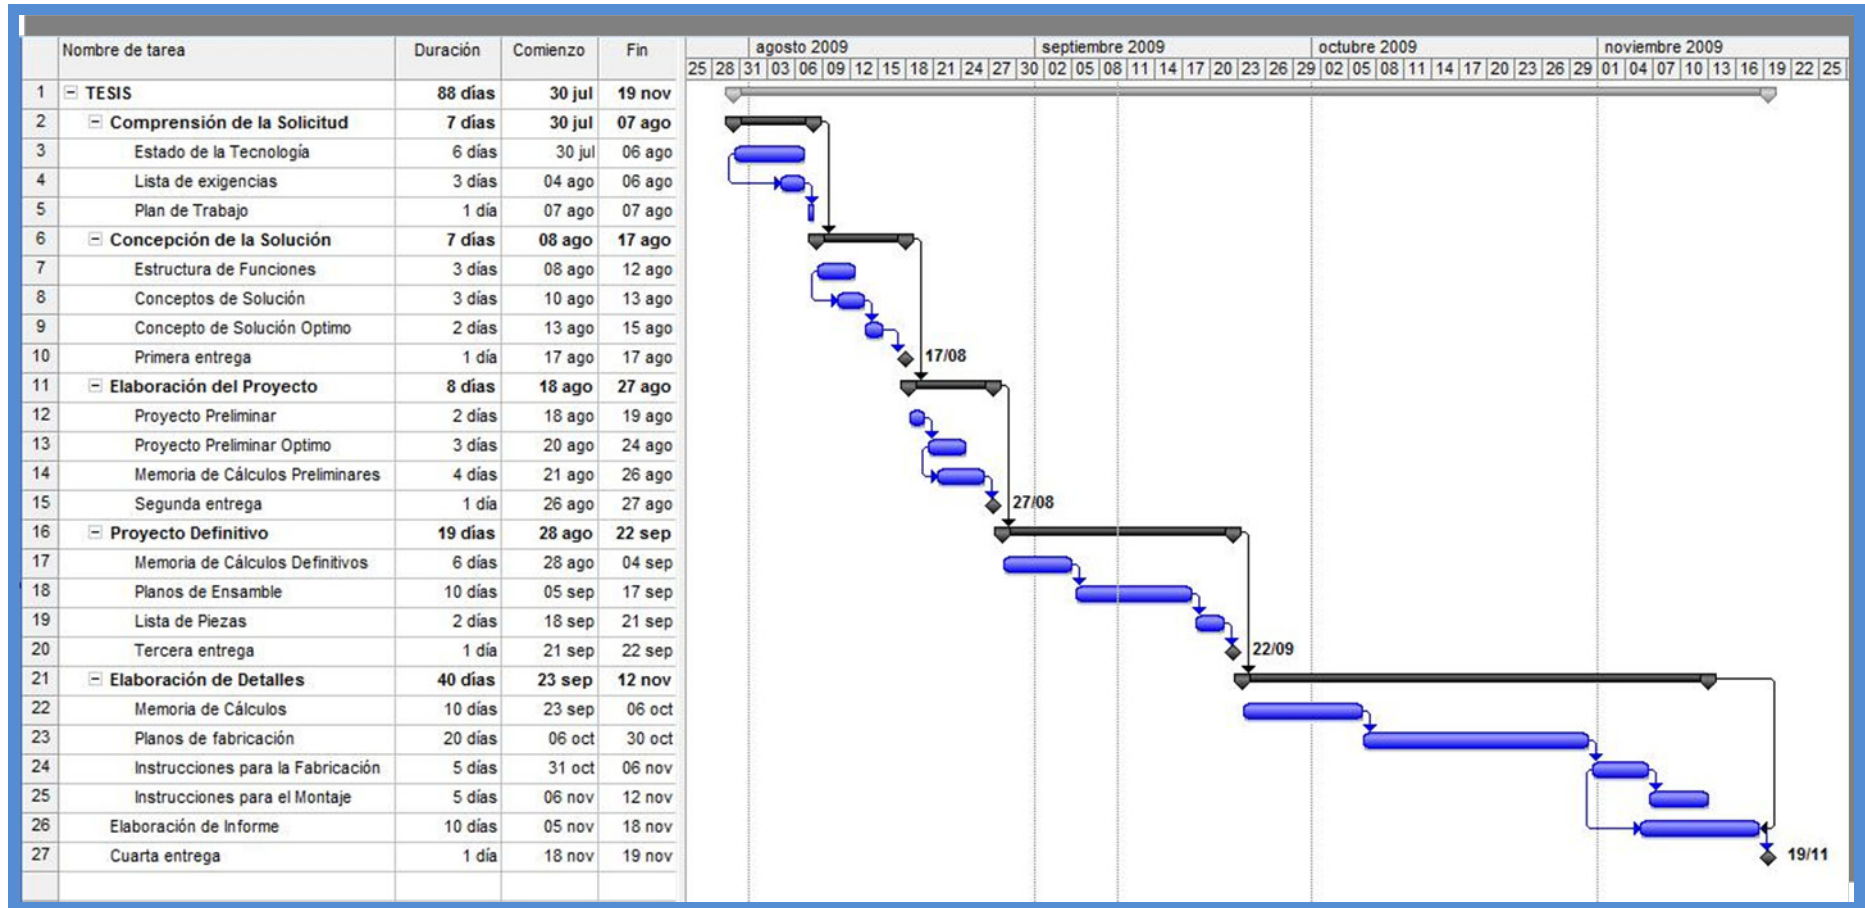 Nombre de tarea Duración Comienzo Fin agosto 2009 septiembre 2009 octubre 2009 noviembre 2009
25 28 31 03 06 09 12 15 18 21 24 27 30 02 05 08 11 14 17 20 23 26 29 02 05 08 11 14 17 20 23 26 29 01 04 07 10 13 16 19 22 25
1 TESIS 88 días 30 jul 19 nov
2 Comprensión de la Solicitud 7 días 30 jul 07 ago
3 Estado de la Tecnología 6 días 30 jul 06 ago
4 Lista de exigencias 3 días 04 ago 06 ago
5 Plan de Trabajo 1 día 07 ago 07 ago
6 Concepción de la Solución 7 días 08 ago 17 ago
7 Estructura de Funciones 3 días 08 ago 12 ago
8 Conceptos de Solución 3 días 10 ago 13 ago
9 Concepto de Solución Optimo 2 días 13 ago 15 ago
10 Primera entrega 1 día 17 ago 17 ago 17/08
11 Elaboración del Proyecto 8 días 18 ago 27 ago
12 Proyecto Preliminar 2 días 18 ago 19 ago
13 Proyecto Preliminar Optimo 3 días 20 ago 24 ago
14 Memoria de Cálculos Preliminares 4 días 21 ago 26 ago
15 Segunda entrega 1 día 26 ago 27 ago 27/08
16 Proyecto Definitivo 19 días 28 ago 22 sep
17 Memoria de Cálculos Definitivos 6 días 28 ago 04 sep
18 Planos de Ensamble 10 días 05 sep 17 sep
19 Lista de Piezas 2 días 18 sep 21 sep
20 Tercera entrega 1 día 21 sep 22 sep 22/09
21 Elaboración de Detalles 40 días 23 sep 12 nov
22 Memoria de Cálculos 10 días 23 sep 06 oct
23 Planos de fabricación 20 días 06 oct 30 oct
24 Instrucciones para la Fabricación 5 días 31 oct 06 nov
25 Instrucciones para el Montaje 5 días 06 nov 12 nov
26 Elaboración de Informe 10 días 05 nov 18 nov
27 Cuarta entrega 1 día 18 nov 19 nov 19/11